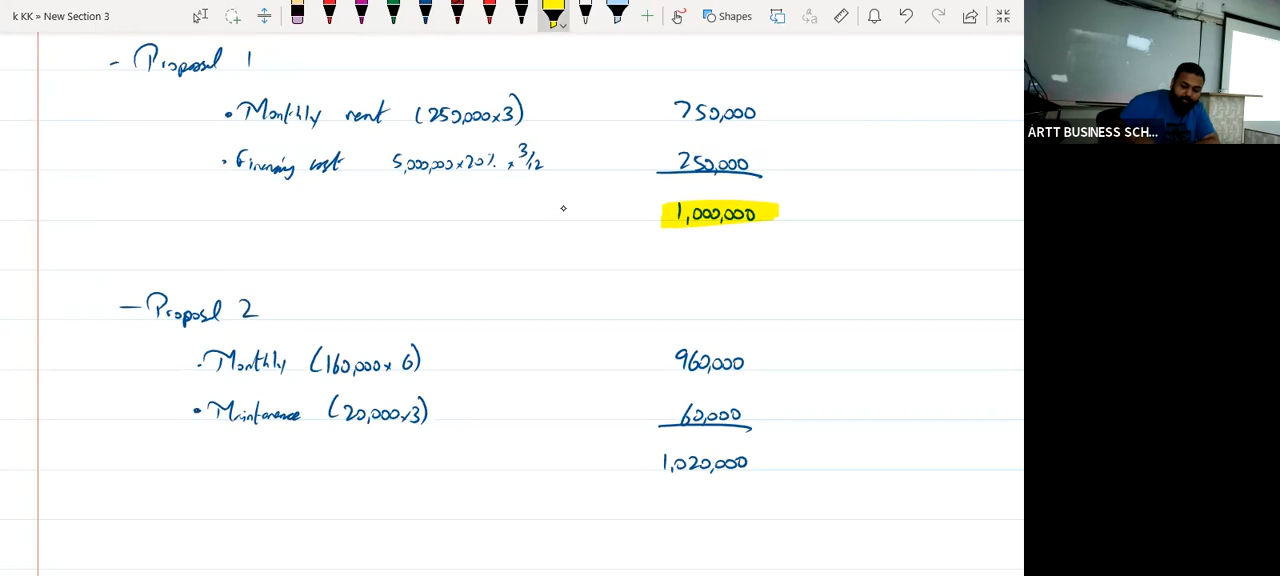 k KK » New Section 3
Shapes
- Proposal 1
• Monthly rent (250,000×3) 750,000
• Financing cost 5,000,000×20% × 3/12 250,000
1,000,000
- Proposal 2
• Monthly (160,000×6) 960,000
• Maintanence (20,000×3) 60,000
1,020,000
ARTT BUSINESS SCH...